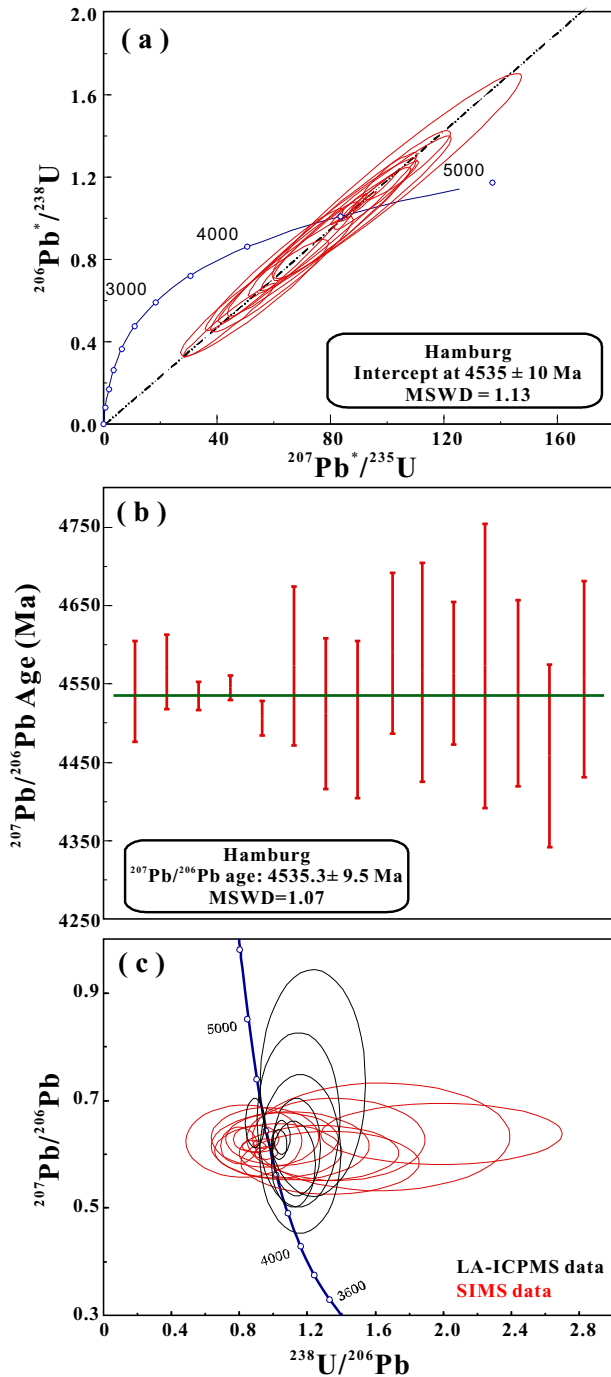 ( a )
2.0
1.6
1.2
0.8
0.4
0.0
²⁰⁶Pb*/²³⁸U
3000
4000
5000
Hamburg
Intercept at 4535 ± 10 Ma
MSWD = 1.13
0 40 80 120 160
²⁰⁷Pb*/²³⁵U
( b )
4750
4650
4550
4450
4350
4250
²⁰⁷Pb/²⁰⁶Pb Age (Ma)
Hamburg
²⁰⁷Pb/²⁰⁶Pb age: 4535.3± 9.5 Ma
MSWD=1.07
( c )
0.9
0.7
0.5
0.3
²⁰⁷Pb/²⁰⁶Pb
5000
4000
3600
LA-ICPMS data
SIMS data
0 0.4 0.8 1.2 1.6 2.0 2.4 2.8
²³⁸U/²⁰⁶Pb